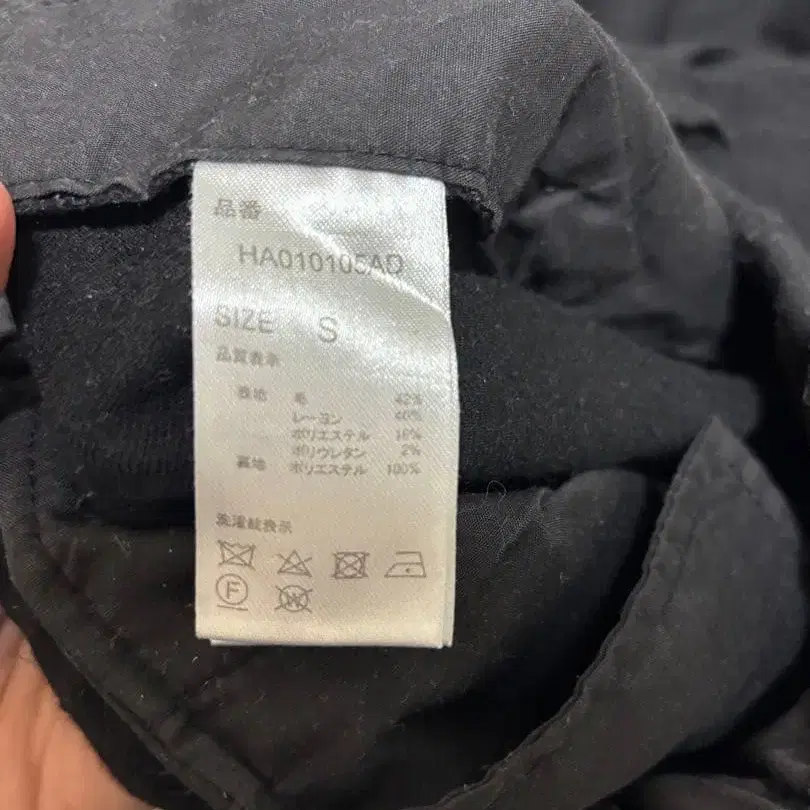 品番
HA010105AD
SIZE S
品質表示
表地 毛 42%
レーヨン 40%
ポリエステル 16%
ポリウレタン 2%
裏地 ポリエステル 100%
洗濯絵表示
F
W